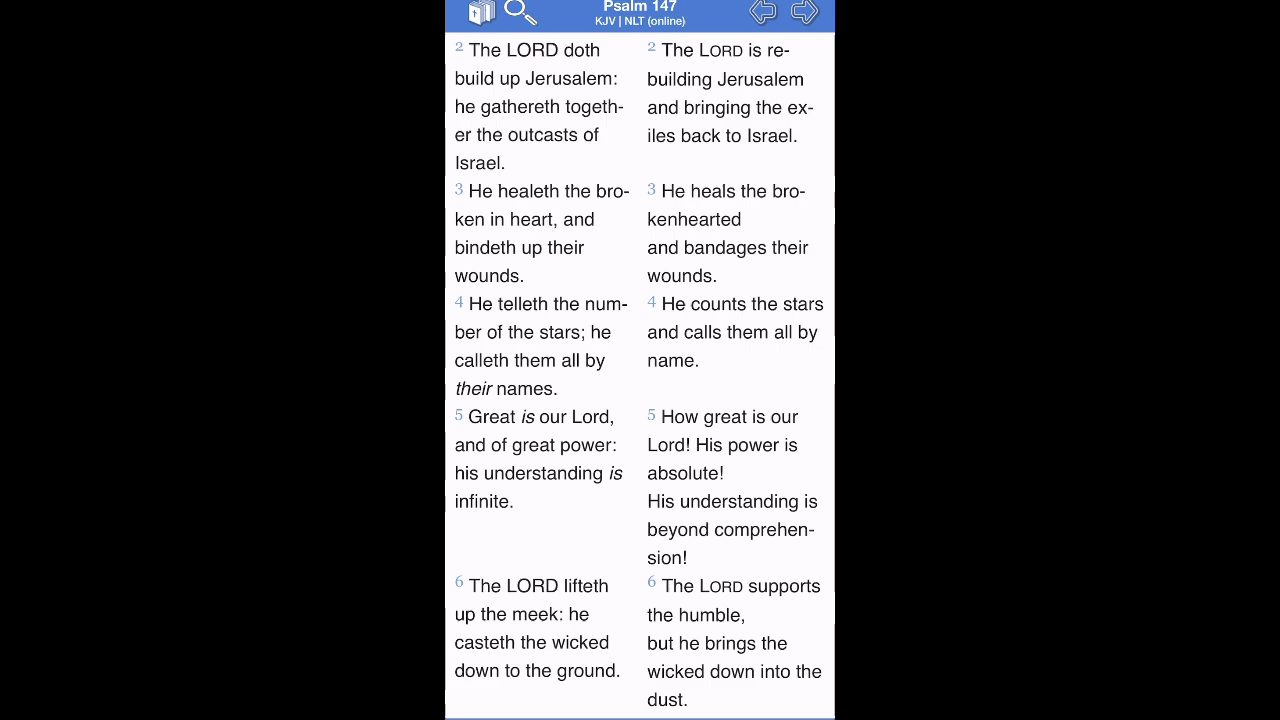 Psalm 147
KJV | NLT (online)
2 The LORD doth
build up Jerusalem:
he gathereth togeth-
er the outcasts of
Israel.
3 He healeth the bro-
ken in heart, and
bindeth up their
wounds.
4 He telleth the num-
ber of the stars; he
calleth them all by
their names.
5 Great is our Lord,
and of great power:
his understanding is
infinite.
6 The LORD lifteth
up the meek: he
casteth the wicked
down to the ground.
2 The LORD is re-
building Jerusalem
and bringing the ex-
iles back to Israel.
3 He heals the bro-
kenhearted
and bandages their
wounds.
4 He counts the stars
and calls them all by
name.
5 How great is our
Lord! His power is
absolute!
His understanding is
beyond comprehen-
sion!
6 The LORD supports
the humble,
but he brings the
wicked down into the
dust.